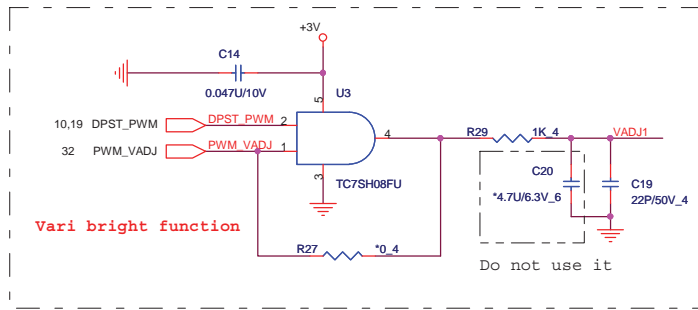 +3V
C14
0.047U/10V
U3
5
10,19 DPST_PWM DPST_PWM 2
4
R29 1K_4 VADJ1
32 PWM_VADJ PWM_VADJ 1
3
TC7SH08FU
C20
*4.7U/6.3V_6
C19
22P/50V_4
Vari bright function
R27 *0_4
Do not use it